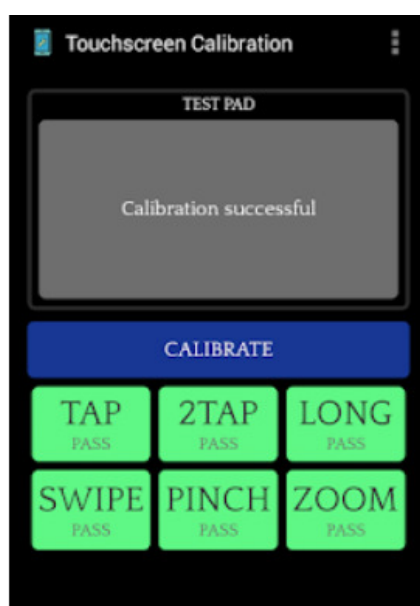 Touchscreen Calibration
TEST PAD
Calibration successful
CALIBRATE
TAP 2TAP LONG
PASS PASS PASS
SWIPE PINCH ZOOM
PASS PASS PASS